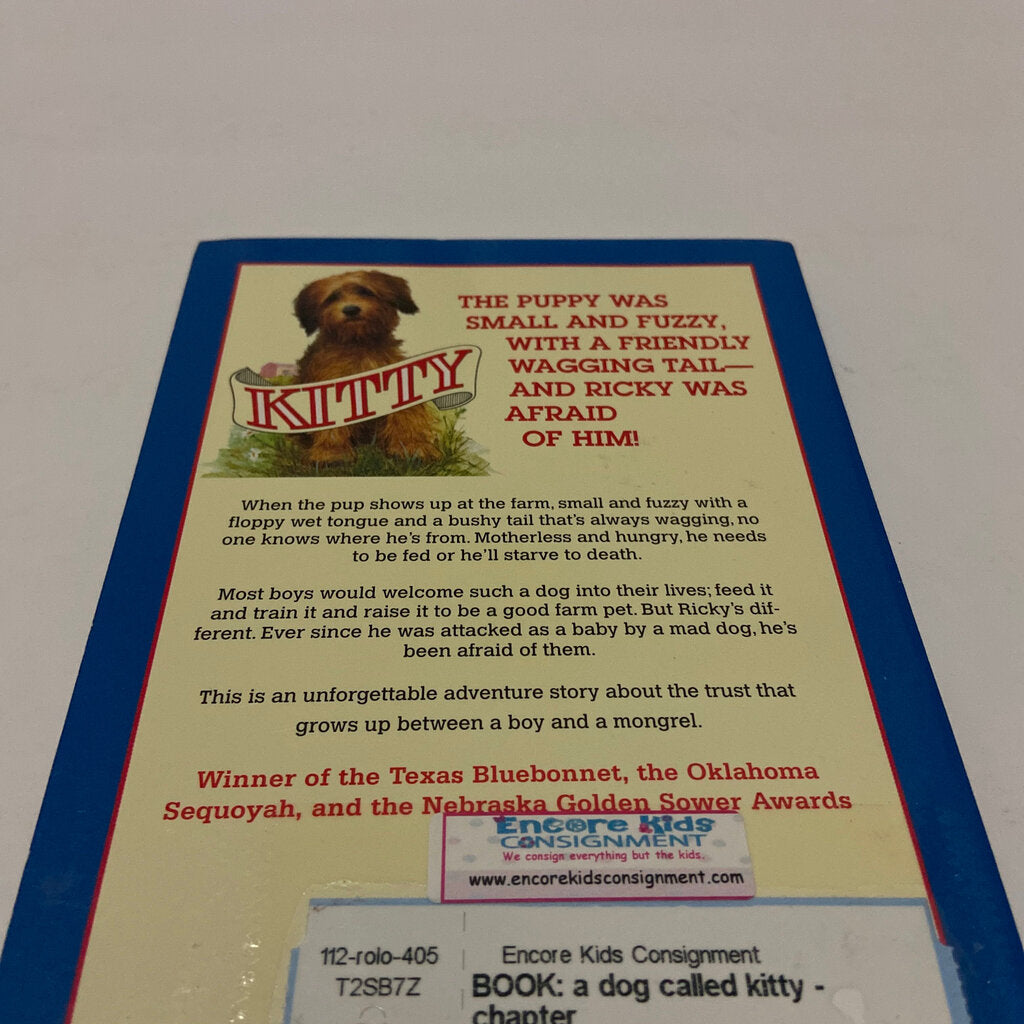 KITTY
THE PUPPY WAS
SMALL AND FUZZY,
WITH A FRIENDLY
WAGGING TAIL—
AND RICKY WAS
AFRAID
OF HIM!
When the pup shows up at the farm, small and fuzzy with a
floppy wet tongue and a bushy tail that's always wagging, no
one knows where he's from. Motherless and hungry, he needs
to be fed or he'll starve to death.
Most boys would welcome such a dog into their lives; feed it
and train it and raise it to be a good farm pet. But Ricky's dif-
ferent. Ever since he was attacked as a baby by a mad dog, he's
been afraid of them.
This is an unforgettable adventure story about the trust that
grows up between a boy and a mongrel.
Winner of the Texas Bluebonnet, the Oklahoma
Sequoyah, and the Nebraska Golden Sower Awards
Encore Kids
CONSIGNMENT
We consign everything but the kids.
www.encorekidsconsignment.com
112-rolo-405
Encore Kids Consignment
T2SB7Z
BOOK: a dog called kitty -
chapter